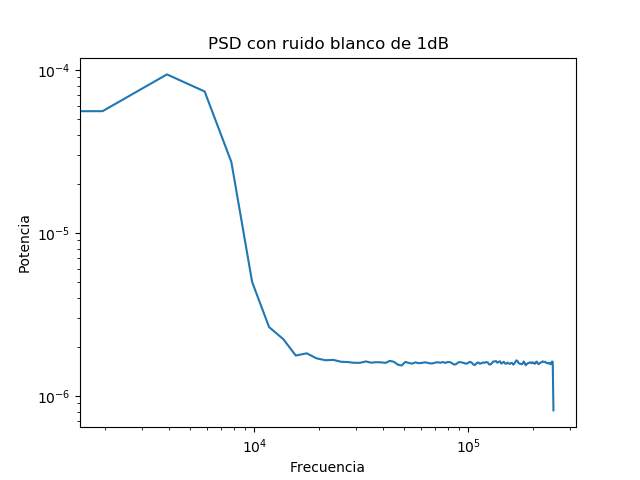 PSD con ruido blanco de 1dB
Potencia
10⁻⁴
10⁻⁵
10⁻⁶
10⁴
10⁵
Frecuencia